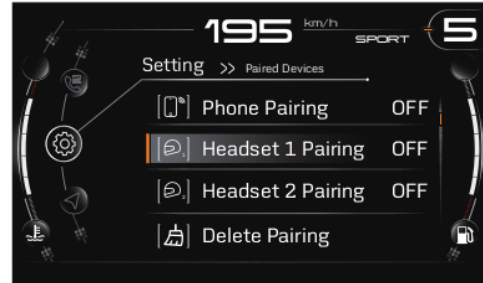 195 km/h
SPORT 5
Setting >> Paired Devices
Phone Pairing OFF
Headset 1 Pairing OFF
Headset 2 Pairing OFF
Delete Pairing